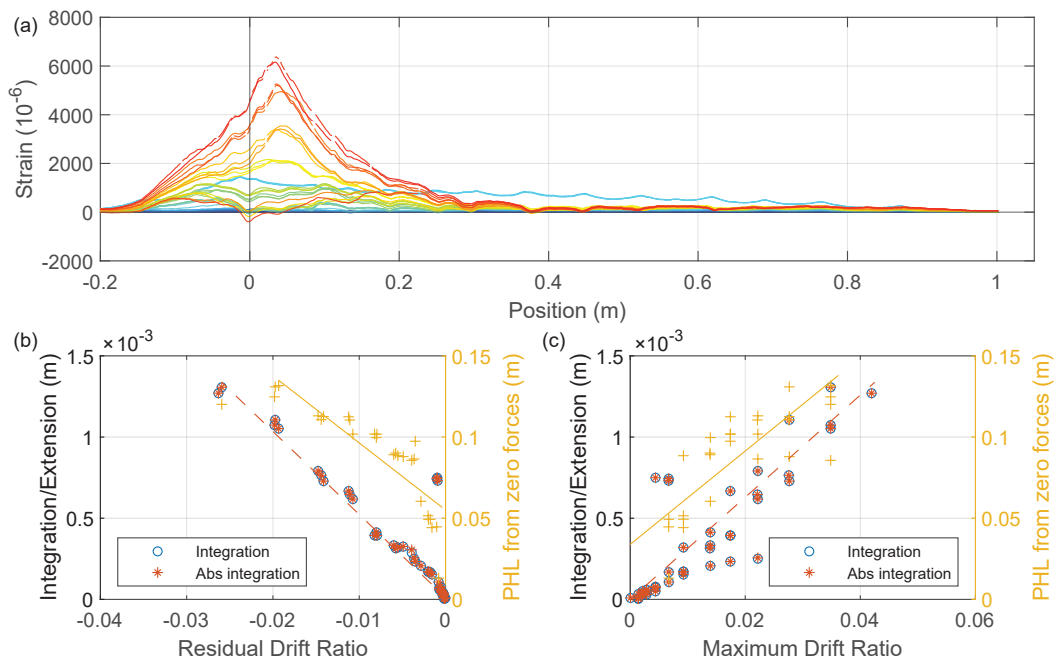 (a)
8000
6000
4000
2000
0
-2000
Strain (10-6)
-0.2 0 0.2 0.4 0.6 0.8 1
Position (m)
(b)
×10-3
1.5
1
0.5
0
Integration/Extension (m)
0.15
0.1
0.05
0
PHL from zero forces (m)
Integration
Abs integration
-0.04 -0.03 -0.02 -0.01 0
Residual Drift Ratio
(c)
×10-3
1.5
1
0.5
0
Integration/Extension (m)
0.15
0.1
0.05
0
PHL from zero forces (m)
Integration
Abs integration
0 0.02 0.04 0.06
Maximum Drift Ratio